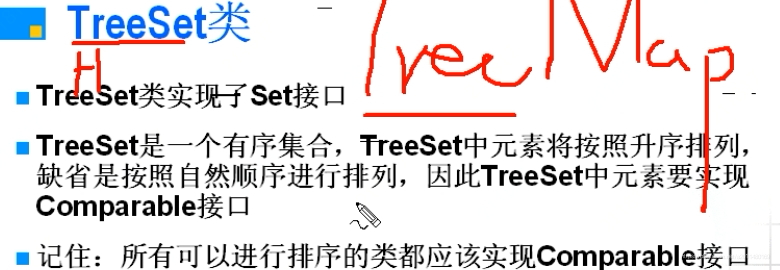 TreeSet类
TreeMap
H
TreeSet类实现了Set接口
TreeSet是一个有序集合，TreeSet中元素将按照升序排列，
缺省是按照自然顺序进行排列，因此TreeSet中元素要实现
Comparable接口
记住：所有可以进行排序的类都应该实现Comparable接口